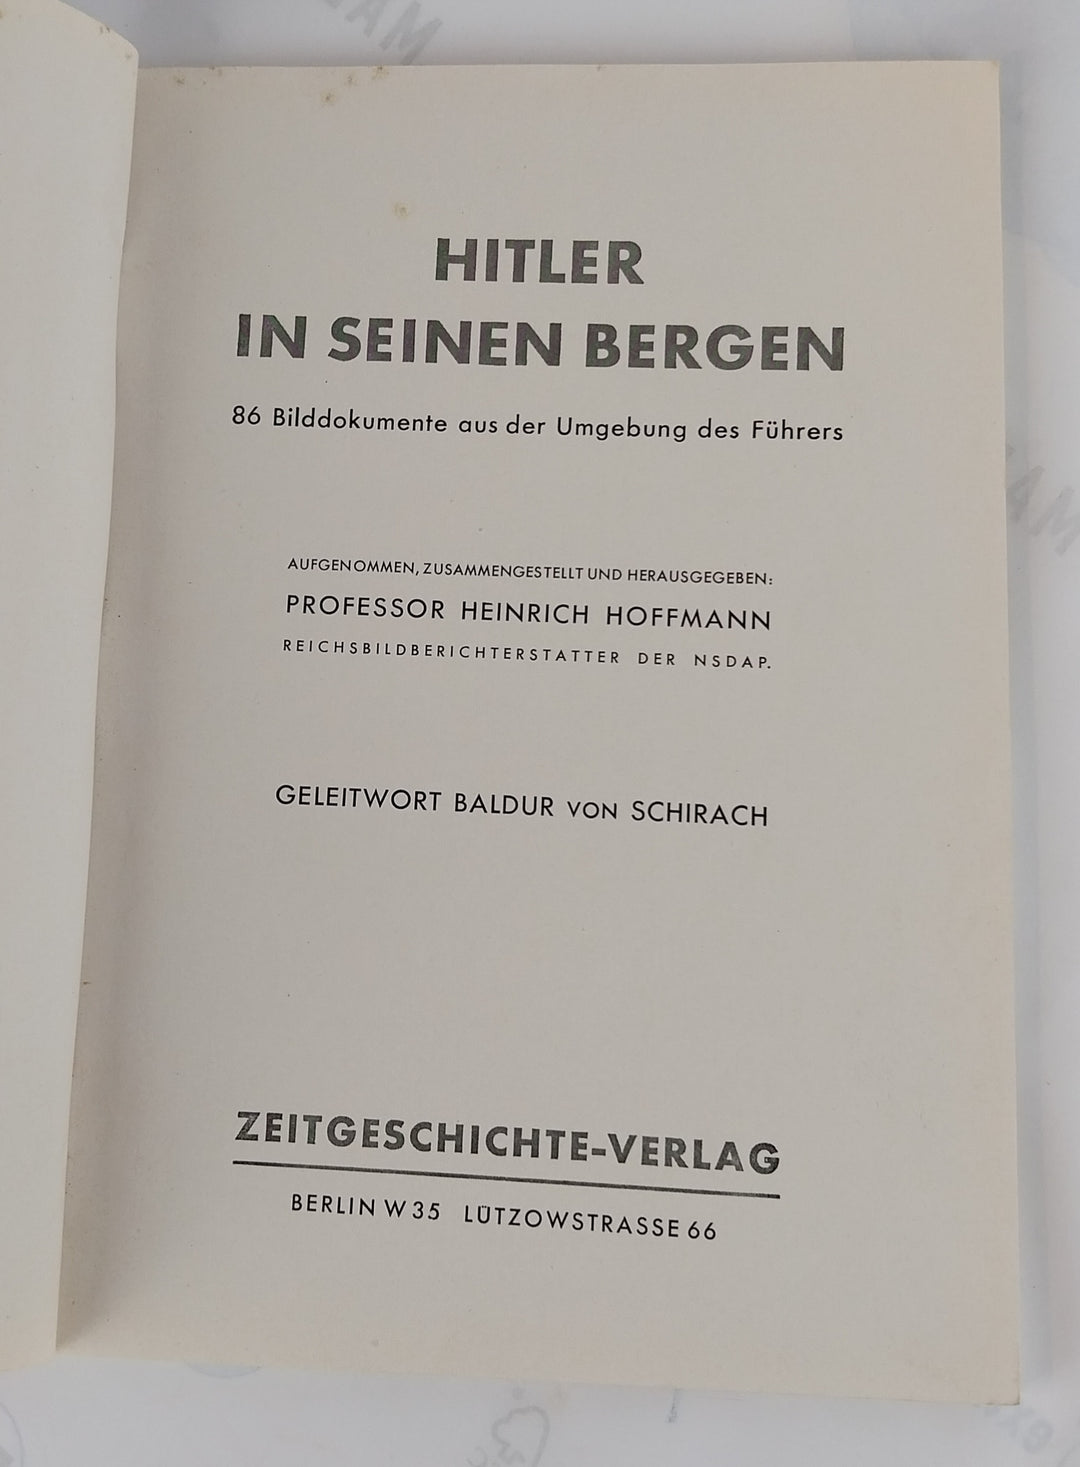 HITLER
IN SEINEN BERGEN
86 Bilddokumente aus der Umgebung des Führers
AUFGENOMMEN, ZUSAMMENGESTELLT UND HERAUSGEGEBEN:
PROFESSOR HEINRICH HOFFMANN
REICHSBILDBERICHTERSTATTER DER NSDAP.
GELEITWORT BALDUR VON SCHIRACH
ZEITGESCHICHTE-VERLAG
BERLIN W 35 LÜTZOWSTRASSE 66